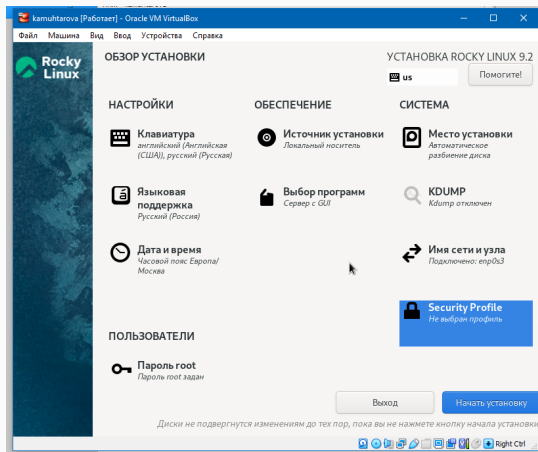 kamuhtarova [Работает] - Oracle VM VirtualBox
Файл Машина Вид Ввод Устройства Справка
Rocky
Linux
ОБЗОР УСТАНОВКИ
УСТАНОВКА ROCKY LINUX 9.2
us
Помогите!
НАСТРОЙКИ
ОБЕСПЕЧЕНИЕ
СИСТЕМА
Клавиатура
английский (Английская
(США)), русский (Русская)
Источник установки
Локальный носитель
Место установки
Автоматическое
разбиение диска
Языковая
поддержка
Русский (Россия)
Выбор программ
Сервер с GUI
KDUMP
Kdump отключен
Дата и время
Часовой пояс Европа/
Москва
Имя сети и узла
Подключено: enp0s3
Security Profile
Не выбран профиль
ПОЛЬЗОВАТЕЛИ
Пароль root
Пароль root задан
Выход
Начать установку
Диски не подвергнутся изменениям до тех пор, пока вы не нажмете кнопку начала установки
Right Ctrl